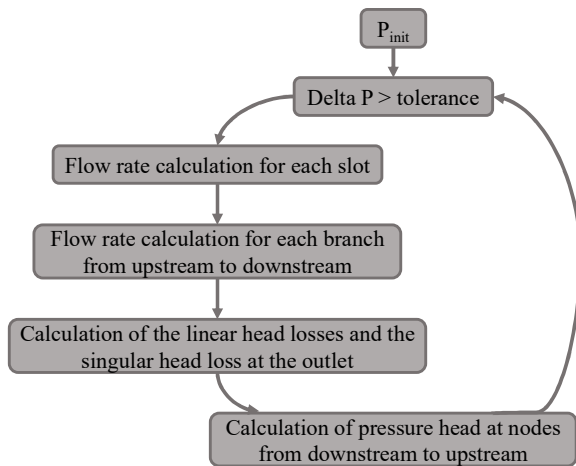 P_init
Delta P > tolerance
Flow rate calculation for each slot
Flow rate calculation for each branch
from upstream to downstream
Calculation of the linear head losses and the
singular head loss at the outlet
Calculation of pressure head at nodes
from downstream to upstream